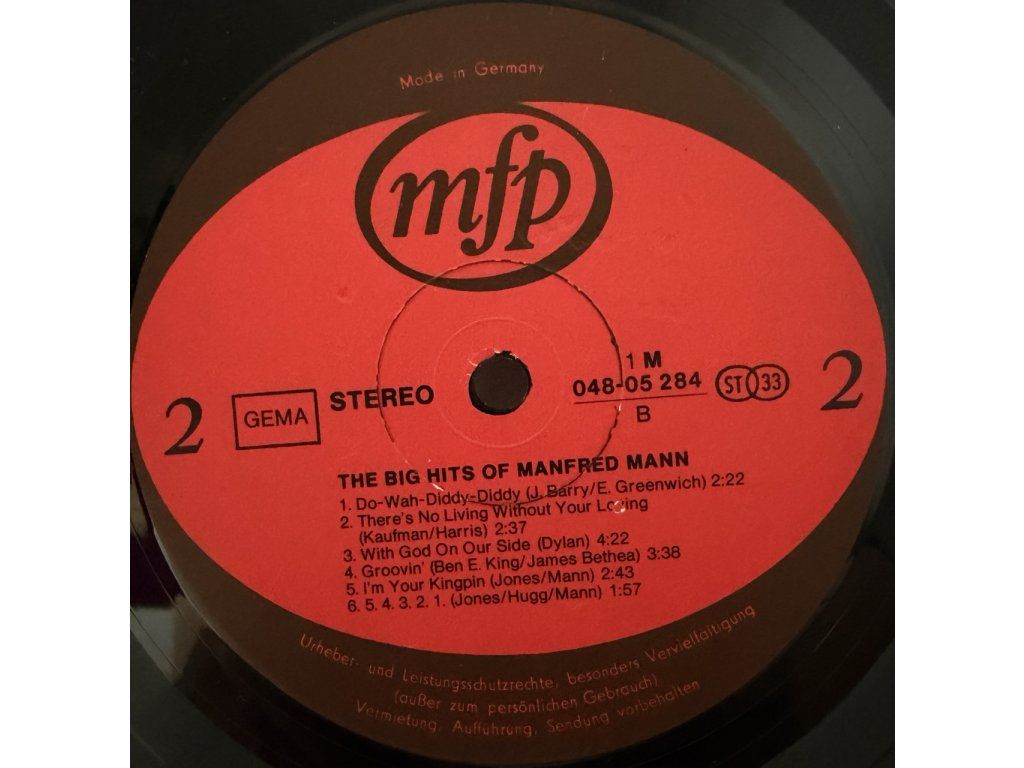 Made in Germany
mfp
2
GEMA
STEREO
1 M
048-05 284
B
ST 33
2
THE BIG HITS OF MANFRED MANN
1. Do-Wah-Diddy-Diddy (J. Barry/E. Greenwich) 2:22
2. There's No Living Without Your Loving
(Kaufman/Harris) 2:37
3. With God On Our Side (Dylan) 4:22
4. Groovin' (Ben E. King/James Bethea) 3:38
5. I'm Your Kingpin (Jones/Mann) 2:43
6. 5. 4. 3. 2. 1. (Jones/Hugg/Mann) 1:57
Urheber- und Leistungsschutzrechte, besonders Vervielfältigung
(außer zum persönlichen Gebrauch)
Vermietung, Aufführung, Sendung vorbehalten